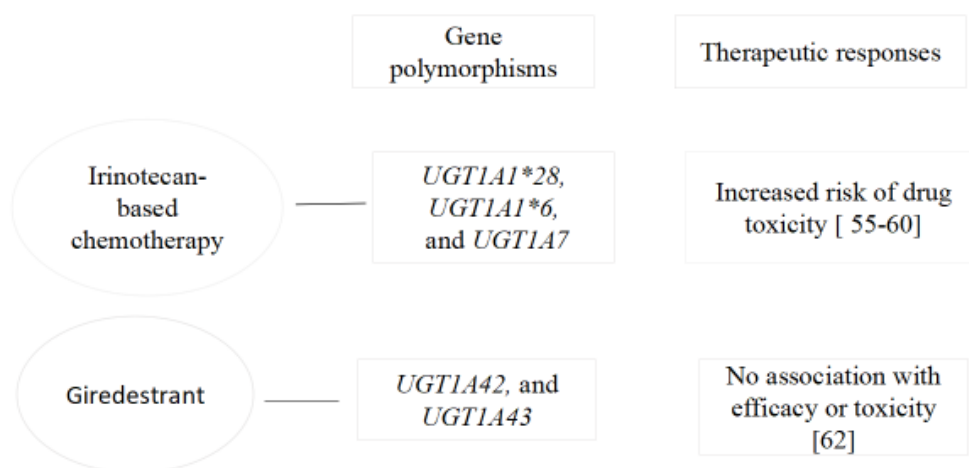 Gene
polymorphisms
Therapeutic responses
Irinotecan-
based
chemotherapy
UGT1A1*28,
UGT1A1*6,
and UGT1A7
Increased risk of drug
toxicity [ 55-60]
Giredestrant
UGT1A42, and
UGT1A43
No association with
efficacy or toxicity
[62]